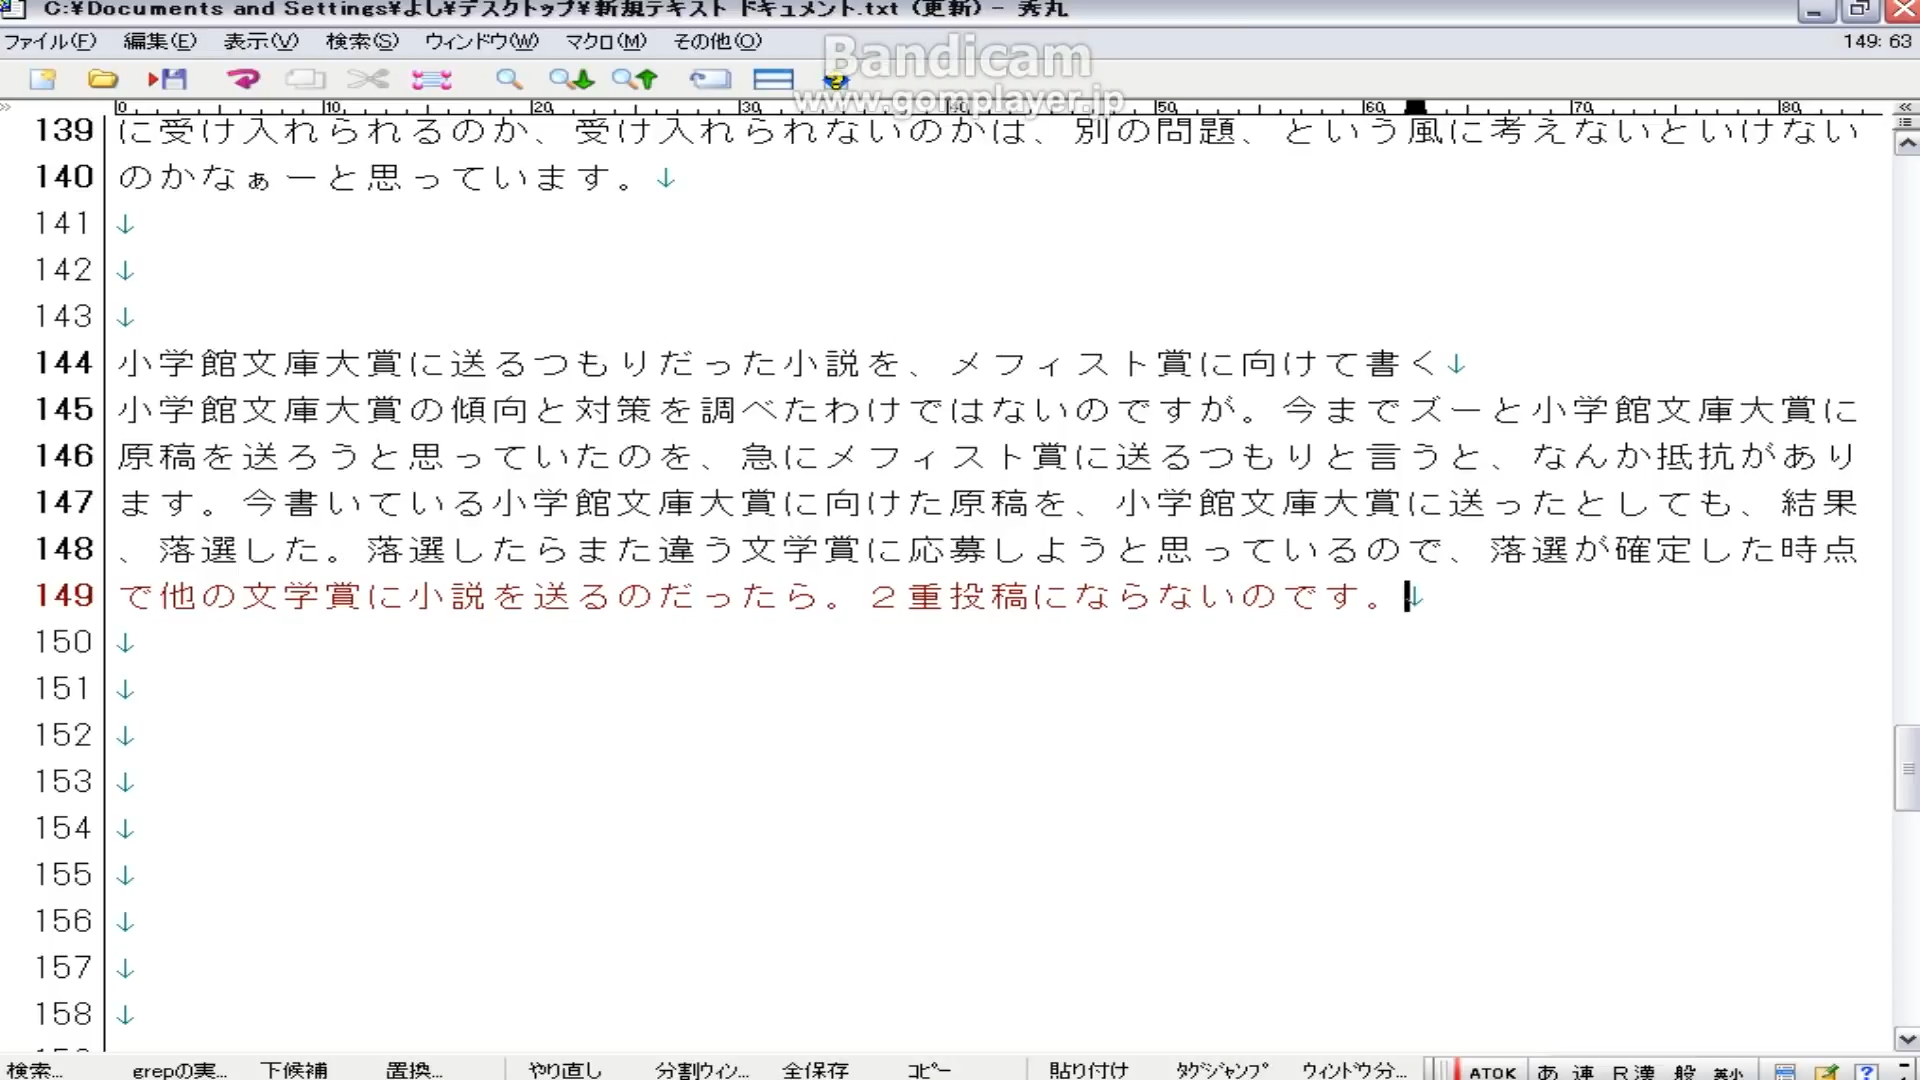 C:¥Documents and Settings¥よし¥デスクトップ¥新規テキスト ドキュメント.txt (更新) - 秀丸
ファイル(F) 編集(E) 表示(V) 検索(S) ウィンドウ(W) マクロ(M) その他(O) 149: 63
Bandicam
www.gomplayer.jp
0 10 20 30 40 50 60 70 80
139 に受け入れられるのか、受け入れられないのかは、別の問題、という風に考えないといけない
140 のかなぁーと思っています。↓
141 ↓
142 ↓
143 ↓
144 小学館文庫大賞に送るつもりだった小説を、メフィスト賞に向けて書く↓
145 小学館文庫大賞の傾向と対策を調べたわけではないのですが。今までズーと小学館文庫大賞に
146 原稿を送ろうと思っていたのを、急にメフィスト賞に送るつもりと言うと、なんか抵抗があり
147 ます。今書いている小学館文庫大賞に向けた原稿を、小学館文庫大賞に送ったとしても、結果
148 、落選した。落選したらまた違う文学賞に応募しようと思っているので、落選が確定した時点
149 で他の文学賞に小説を送るのだったら。２重投稿にならないのです。↓
150 ↓
151 ↓
152 ↓
153 ↓
154 ↓
155 ↓
156 ↓
157 ↓
158 ↓
検索... grepの実... 下候補 置換... やり直し 分割ウィン... 全保存 コピー 貼り付け タグジャンプ ウィンドウ分... ATOK あ 連 R漢 般 英小